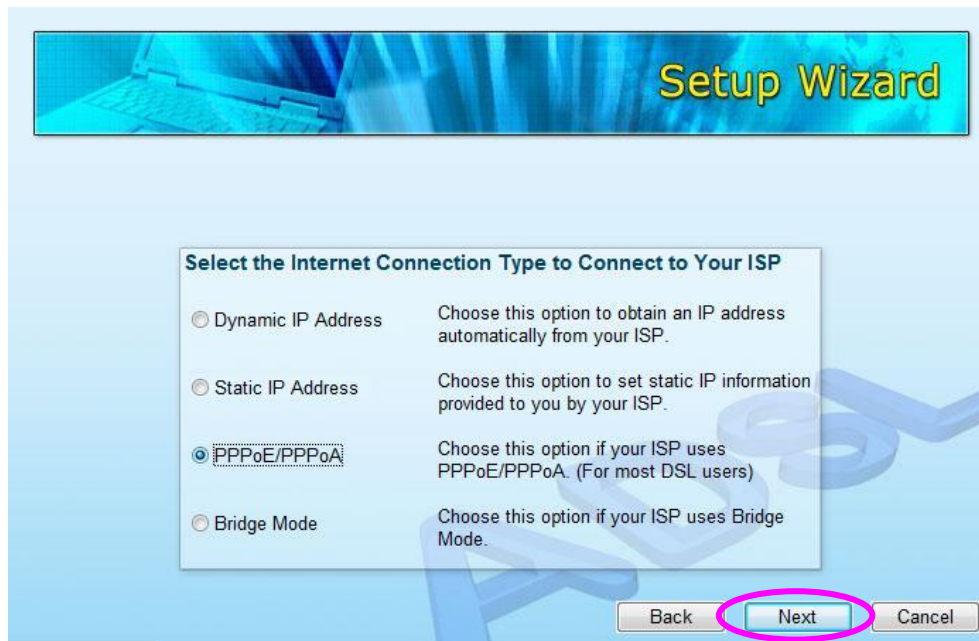 Setup Wizard
Select the Internet Connection Type to Connect to Your ISP
Dynamic IP Address
Choose this option to obtain an IP address
automatically from your ISP.
Static IP Address
Choose this option to set static IP information
provided to you by your ISP.
PPPoE/PPPoA
Choose this option if your ISP uses
PPPoE/PPPoA. (For most DSL users)
Bridge Mode
Choose this option if your ISP uses Bridge
Mode.
ADSL
Back
Next
Cancel